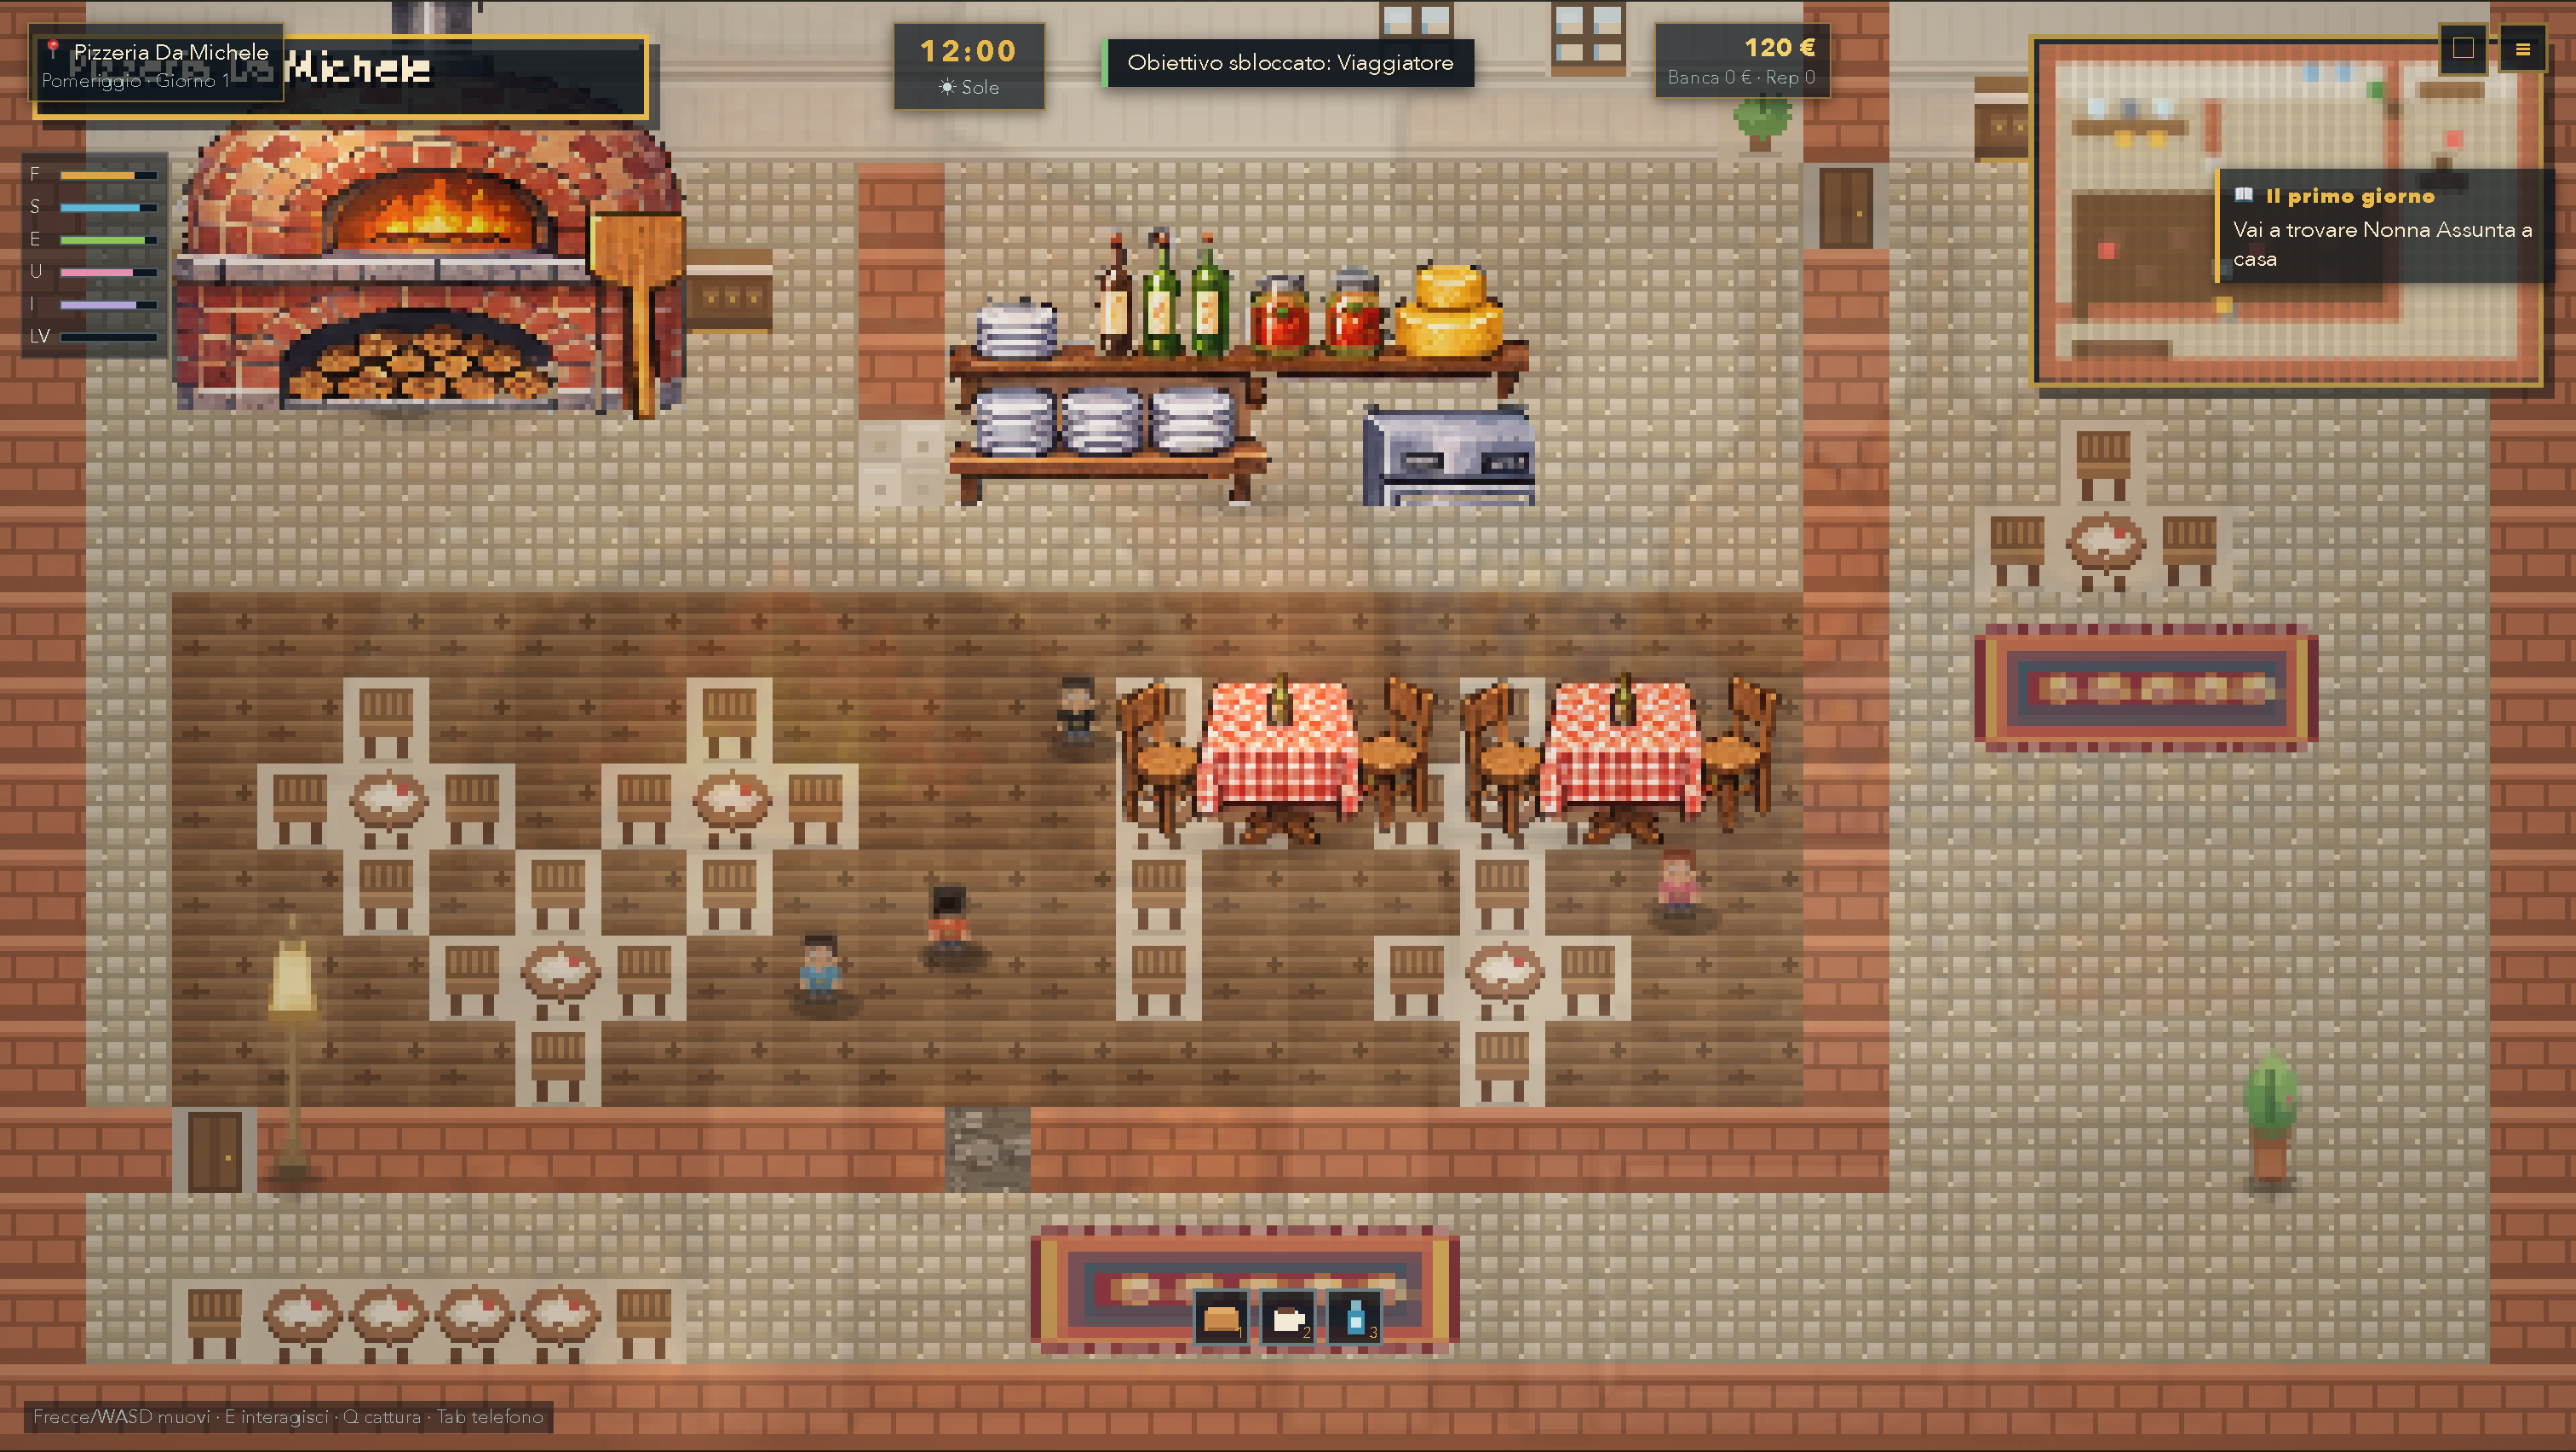 📍 Pizzeria Da Michele
Pomeriggio · Giorno 1
Michele
12:00
☀ Sole
Obiettivo sbloccato: Viaggiatore
120 €
Banca 0 € · Rep 0
☰
F
S
E
U
I
LV
📖 Il primo giorno
Vai a trovare Nonna Assunta a
casa
1
2
3
Frecce/WASD muovi · E interagisci · Q cattura · Tab telefono